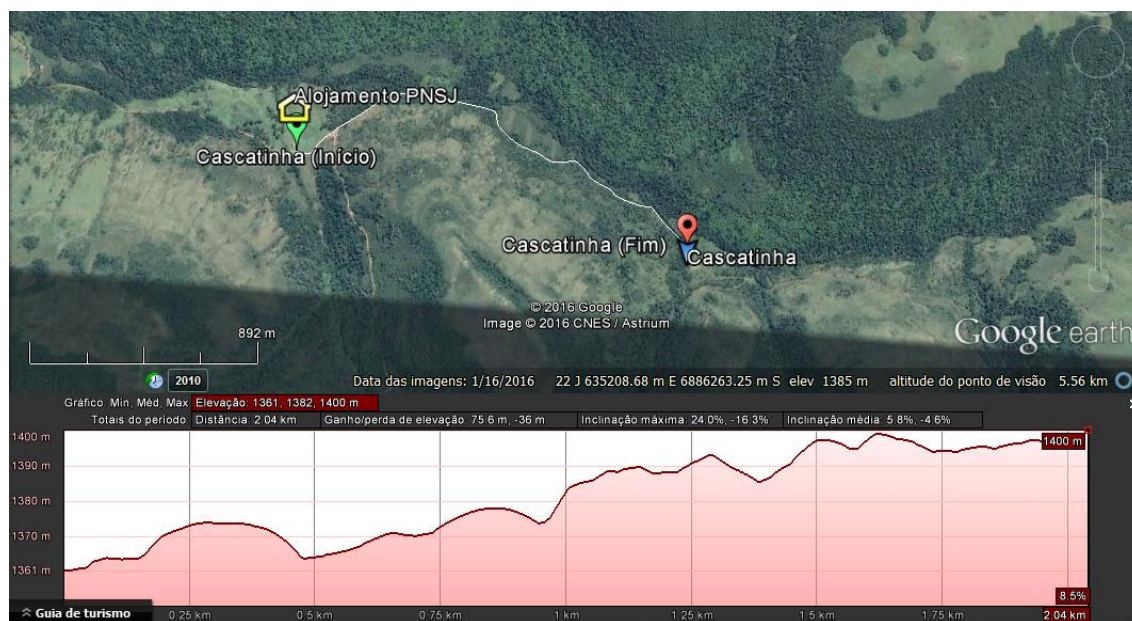 Alojamento PNSJ
Cascatinha (Início)
Cascatinha (Fim)
Cascatinha
© 2016 Google
Image © 2016 CNES / Astrium
Google earth
892 m
2010
Data das imagens: 1/16/2016 22 J 635208.68 m E 6886263.25 m S elev 1385 m altitude do ponto de visão 5.56 km
Gráfico: Min, Méd, Max Elevação: 1361, 1382, 1400 m
Totais do período: Distância: 2.04 km Ganho/perda de elevação: 75.6 m, -36 m Inclinação máxima: 24.0%, -16.3% Inclinação média: 5.8%, -4.6%
1400 m
1400 m
1390 m
1380 m
1370 m
1361 m
8.5%
Guia de turismo 0.25 km 0.5 km 0.75 km 1 km 1.25 km 1.5 km 1.75 km 2.04 km